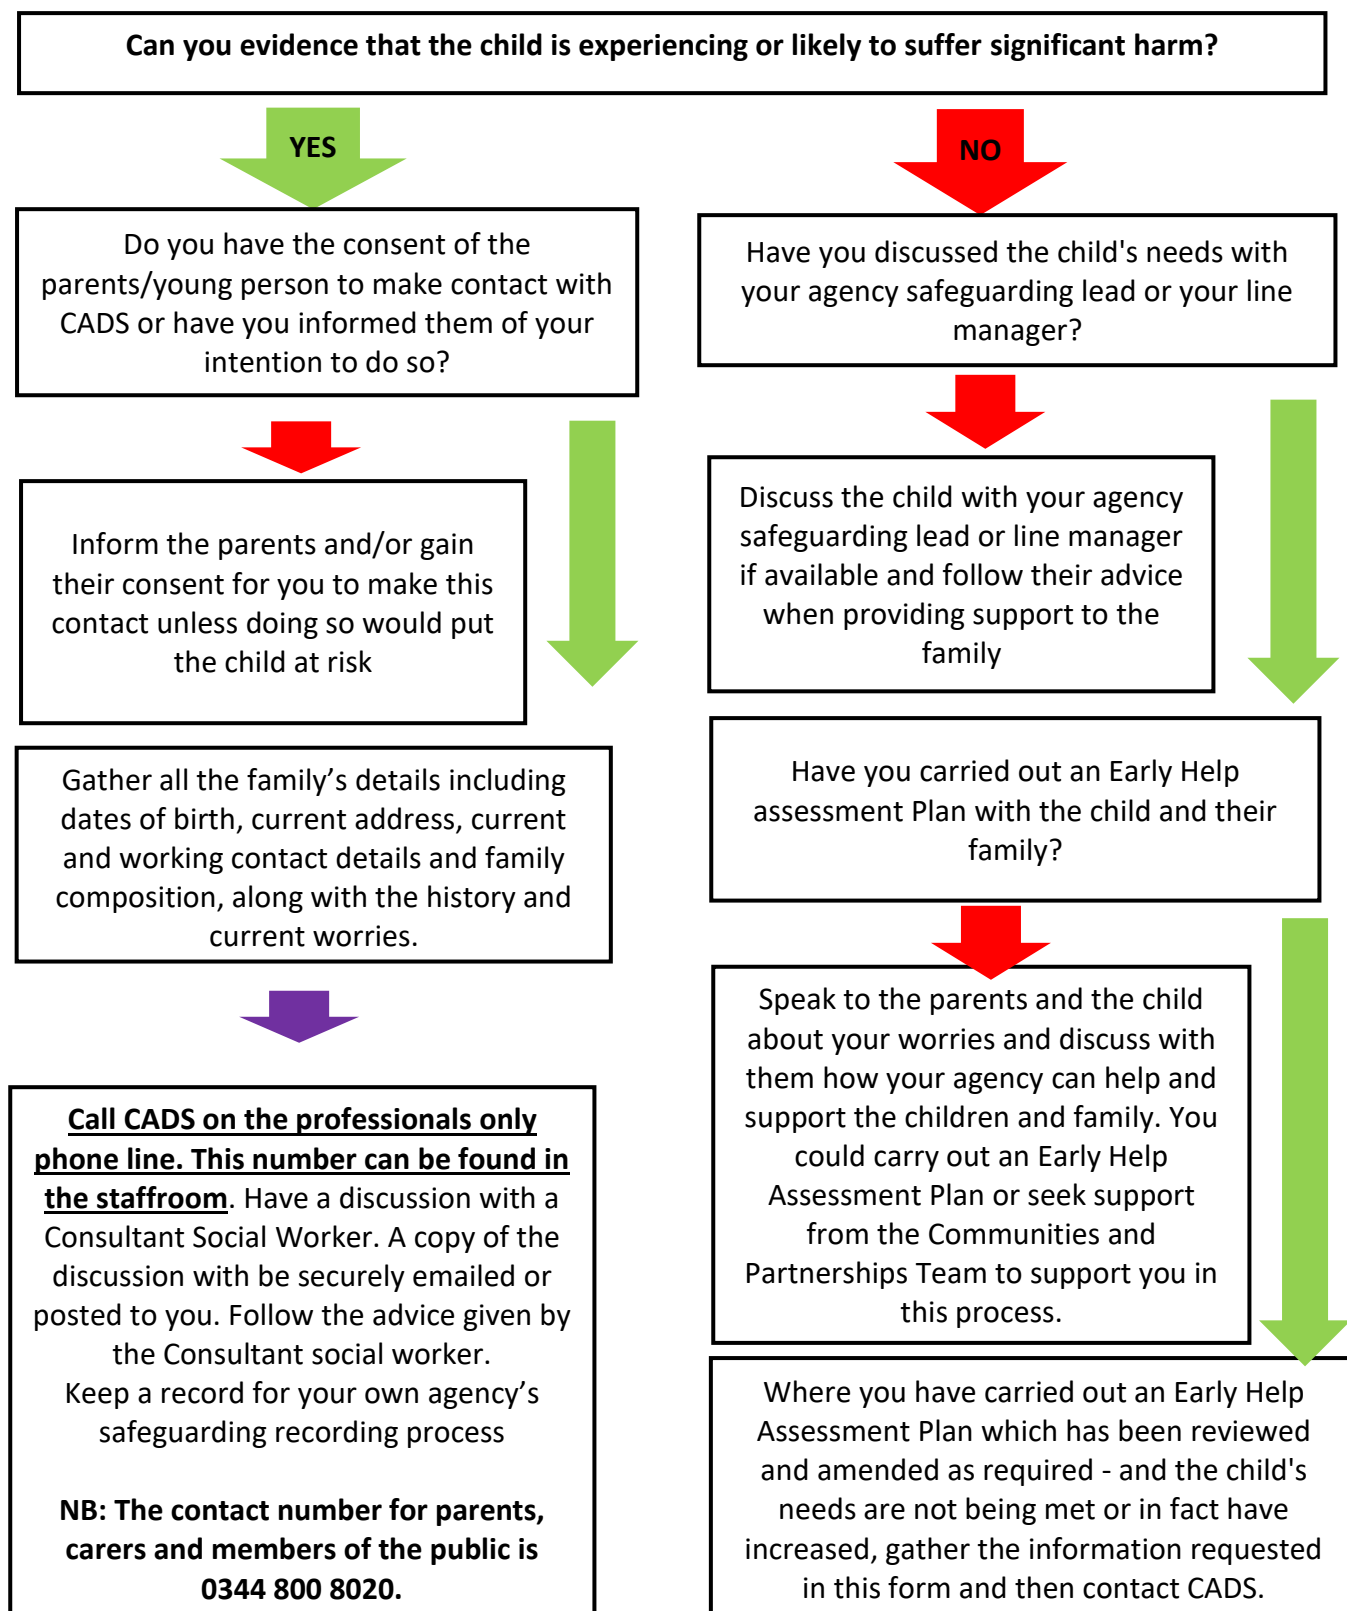 Can you evidence that the child is experiencing or likely to suffer significant harm?
YES
NO
Do you have the consent of the
parents/young person to make contact with
CADS or have you informed them of your
intention to do so?
Have you discussed the child's needs with
your agency safeguarding lead or your line
manager?
Inform the parents and/or gain
their consent for you to make this
contact unless doing so would put
the child at risk
Discuss the child with your agency
safeguarding lead or line manager
if available and follow their advice
when providing support to the
family
Gather all the family’s details including
dates of birth, current address, current
and working contact details and family
composition, along with the history and
current worries.
Have you carried out an Early Help
assessment Plan with the child and their
family?
Call CADS on the professionals only
phone line. This number can be found in
the staffroom. Have a discussion with a
Consultant Social Worker. A copy of the
discussion with be securely emailed or
posted to you. Follow the advice given by
the Consultant social worker.
Keep a record for your own agency’s
safeguarding recording process
NB: The contact number for parents,
carers and members of the public is
0344 800 8020.
Speak to the parents and the child
about your worries and discuss with
them how your agency can help and
support the children and family. You
could carry out an Early Help
Assessment Plan or seek support
from the Communities and
Partnerships Team to support you in
this process.
Where you have carried out an Early Help
Assessment Plan which has been reviewed
and amended as required - and the child's
needs are not being met or in fact have
increased, gather the information requested
in this form and then contact CADS.